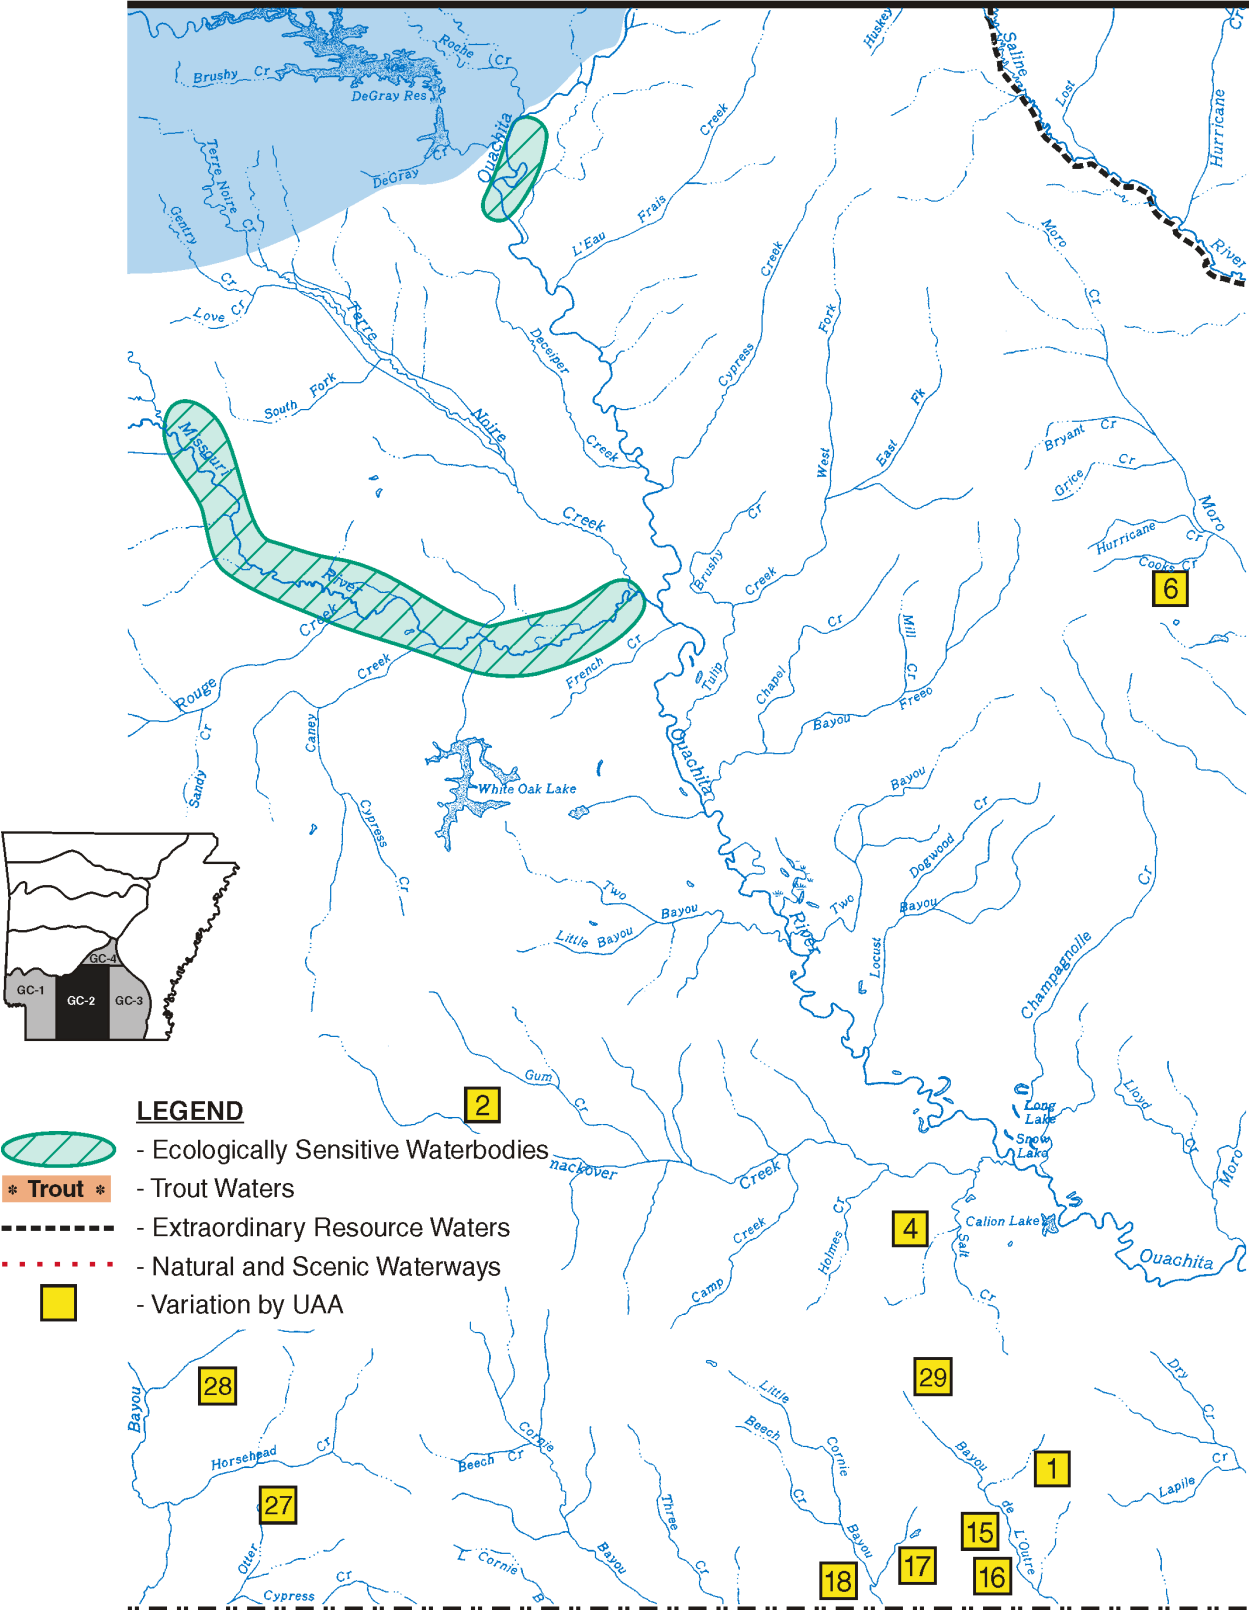 Roche
Cr
Brushy Cr
DeGray Res
Cr
DeGray
Ouachita
Huskey
Saline
Lost
Cr
Hurricane
River
Creek
L'Eau
Frais
Terre Noire Cr
Gentry
Cr
Love Cr
Terre
Noire
Creek
South Fork
Deceiper
Creek
Cypress
Creek
West
Fork
East
Fk
Moro
Cr
Bryant Cr
Grice
Cr
Moro
Hurricane
Cr
Cooks Cr
6
Missouri
River
Creek
Rouge
Creek
Caney
Sandy
Cr
Cypress
Cr
French
Cr
Brushy
Cr
Creek
Tulip
Chapel
Cr
Mill
Cr
Bayou
Freeo
White Oak Lake
Ouachita
River
Bayou
Two
Dogwood
Cr
Bayou
Locust
Two
Bayou
Little Bayou
Champagnolle
Cr
GC-4
GC-1
GC-2
GC-3
Gum
Cr
2
Long
Lake
Snow
Lake
Lloyd
Cr
Moro
nackover
Creek
Creek
Camp
Holmes
Cr
4
Calion Lake
Salt
Cr
Ouachita
LEGEND
- Ecologically Sensitive Waterbodies
* Trout *
- Trout Waters
- Extraordinary Resource Waters
- Natural and Scenic Waterways
- Variation by UAA
28
Bayou
Horsehead
Cr
27
Otter
Cypress
Cr
Beech Cr
Cornie
L Cornie
B
Bayou
Three
Cr
Little
Cornie
Bayou
Beech
Cr
18
17
29
Bayou
de
L'Outre
1
15
16
Dry
Cr
Cr
Lapile